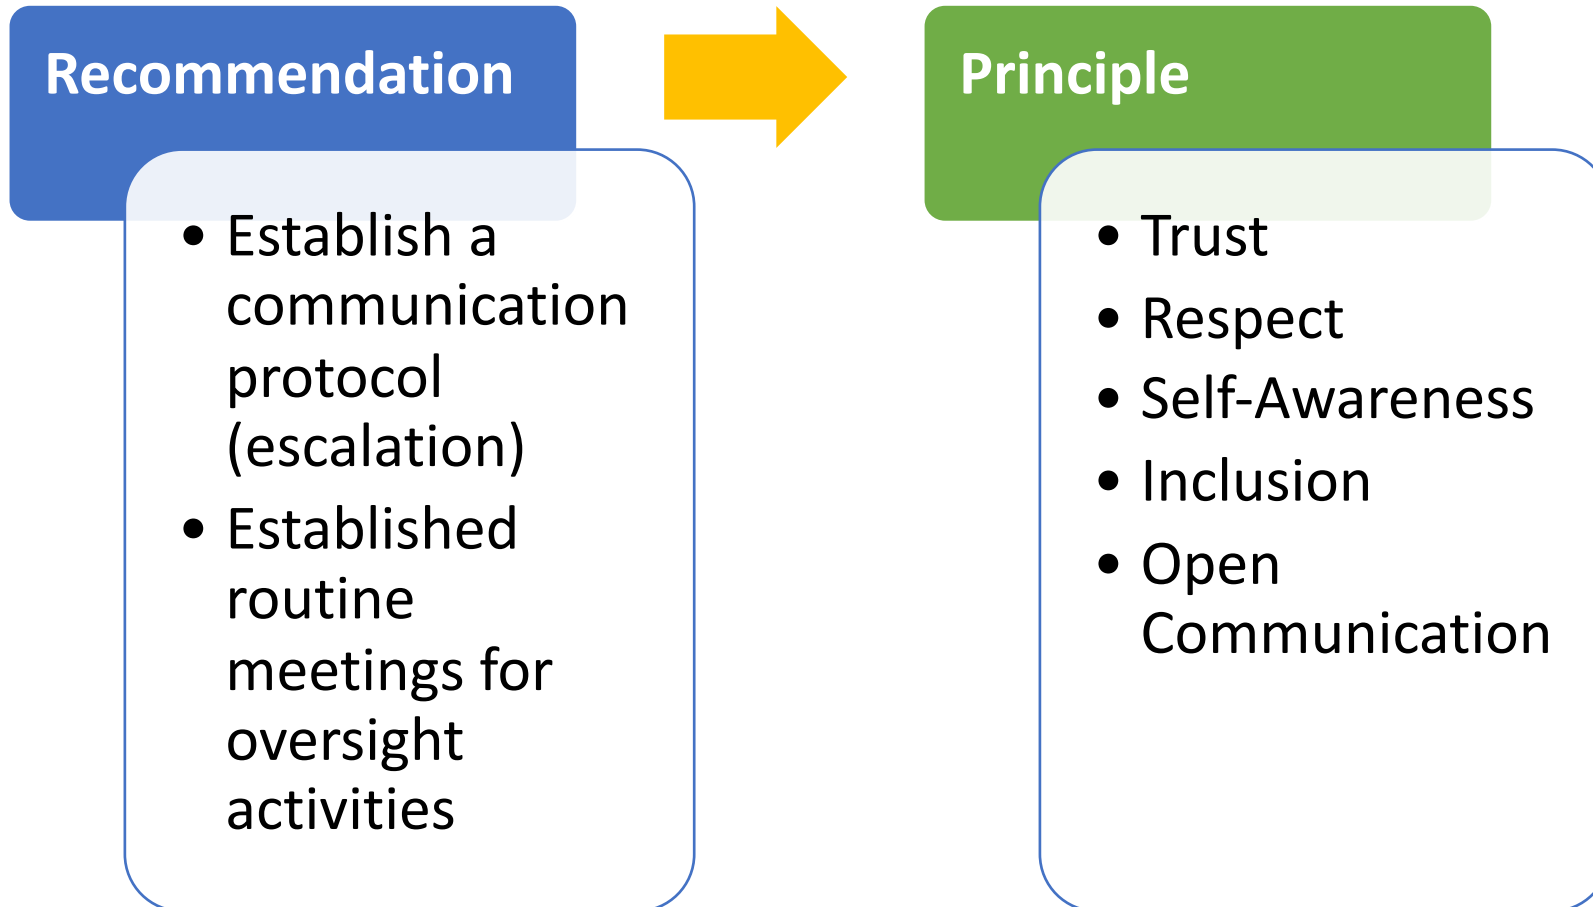 Recommendation
• Establish a
communication
protocol
(escalation)
• Established
routine
meetings for
oversight
activities
Principle
• Trust
• Respect
• Self-Awareness
• Inclusion
• Open
Communication